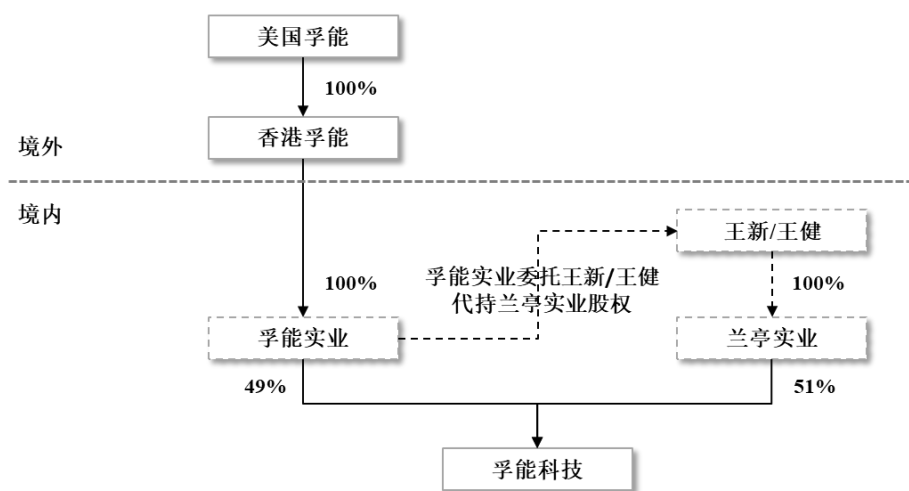 美国孚能
100%
香港孚能
境外
境内
王新/王健
100%
孚能实业委托王新/王健
代持兰亭实业股权
100%
孚能实业
兰亭实业
49%
51%
孚能科技